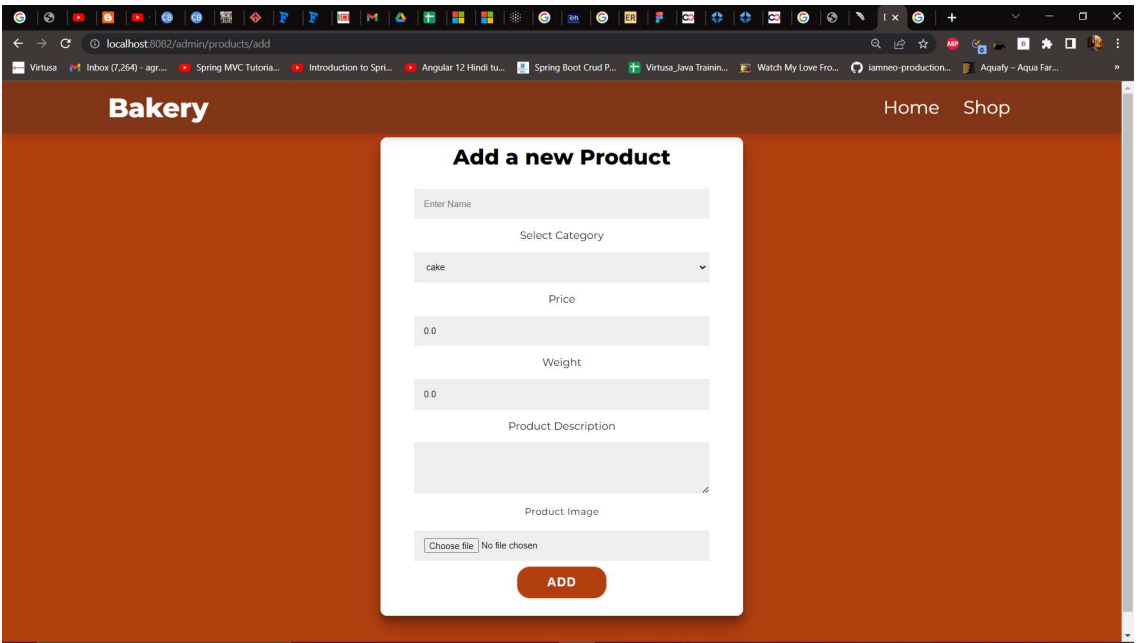 localhost:8082/admin/products/add
Virtusa
Inbox (7,264) - agr....
Spring MVC Tutoria...
Introduction to Spri...
Angular 12 Hindi tu...
Spring Boot Crud P...
Virtusa_Java Trainin...
Watch My Love Fro...
iamneo-production...
Aquafy – Aqua Far...
»
Bakery
Home
Shop
Add a new Product
Enter Name
Select Category
cake
Price
0.0
Weight
0.0
Product Description
Product Image
Choose file No file chosen
ADD